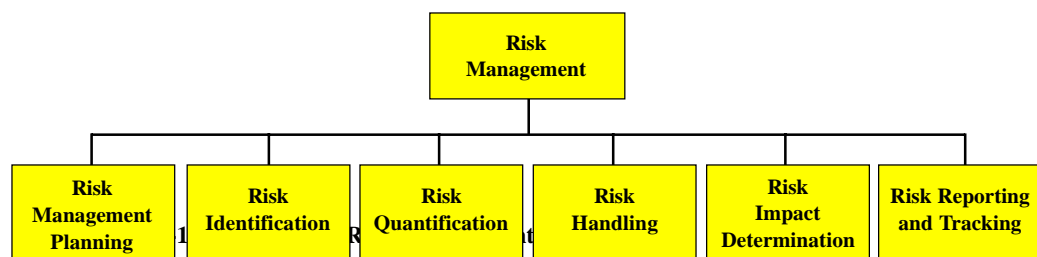 Risk
Management
Risk
Management
Planning
Risk
Identification
Risk
Quantification
Risk
Handling
Risk
Impact
Determination
Risk Reporting
and Tracking